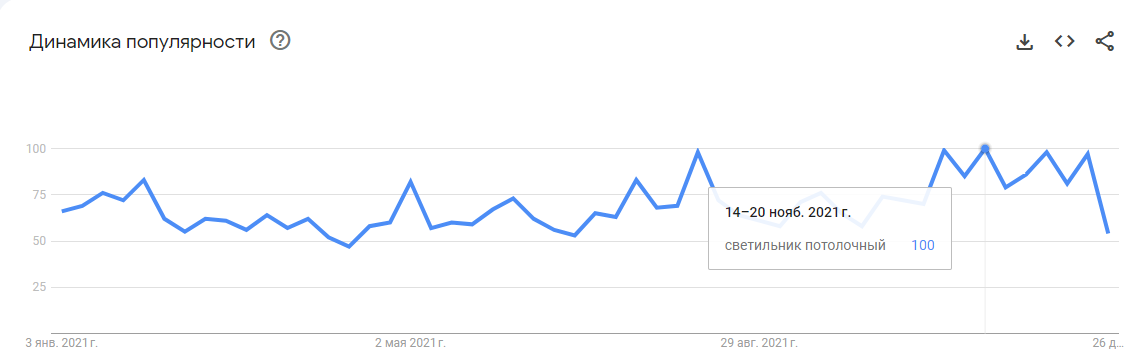 Динамика популярности
100
75
50
25
14–20 нояб. 2021 г.
светильник потолочный 100
3 янв. 2021 г. 2 мая 2021 г. 29 авг. 2021 г. 26 д…